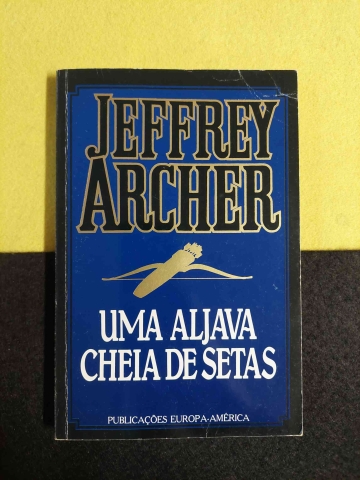 JEFFREY
ARCHER
UMA ALJAVA
CHEIA DE SETAS
PUBLICAÇÕES EUROPA-AMÉRICA